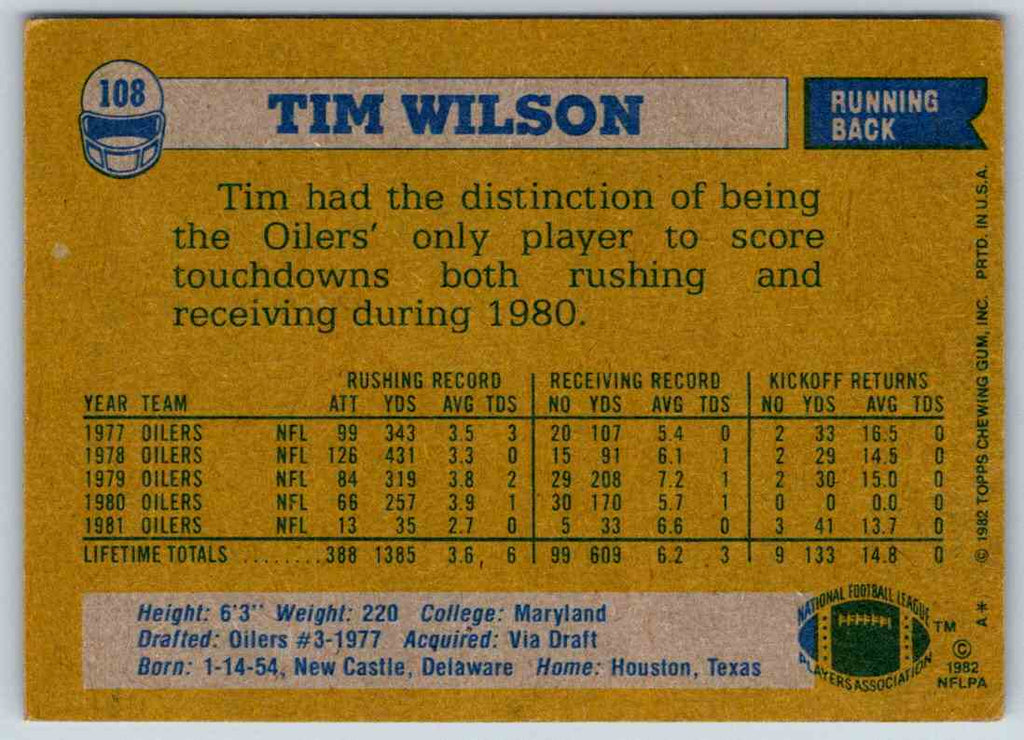 108
TIM WILSON
RUNNING
BACK
Tim had the distinction of being
the Oilers' only player to score
touchdowns both rushing and
receiving during 1980.
RUSHING RECORD RECEIVING RECORD KICKOFF RETURNS
YEAR TEAM ATT YDS AVG TDS NO YDS AVG TDS NO YDS AVG TDS
1977 OILERS NFL 99 343 3.5 3 20 107 5.4 0 2 33 16.5 0
1978 OILERS NFL 126 431 3.3 0 15 91 6.1 1 2 29 14.5 0
1979 OILERS NFL 84 319 3.8 2 29 208 7.2 1 2 30 15.0 0
1980 OILERS NFL 66 257 3.9 1 30 170 5.7 1 0 0 0.0 0
1981 OILERS NFL 13 35 2.7 0 5 33 6.6 0 3 41 13.7 0
LIFETIME TOTALS ........ 388 1385 3.6 6 99 609 6.2 3 9 133 14.8 0
Height: 6'3" Weight: 220 College: Maryland
Drafted: Oilers #3-1977 Acquired: Via Draft
Born: 1-14-54, New Castle, Delaware Home: Houston, Texas
NATIONAL FOOTBALL LEAGUE
PLAYERS ASSOCIATION
TM
©
1982
NFLPA
A*
© 1982 TOPPS CHEWING GUM, INC. PRTD. IN U.S.A.